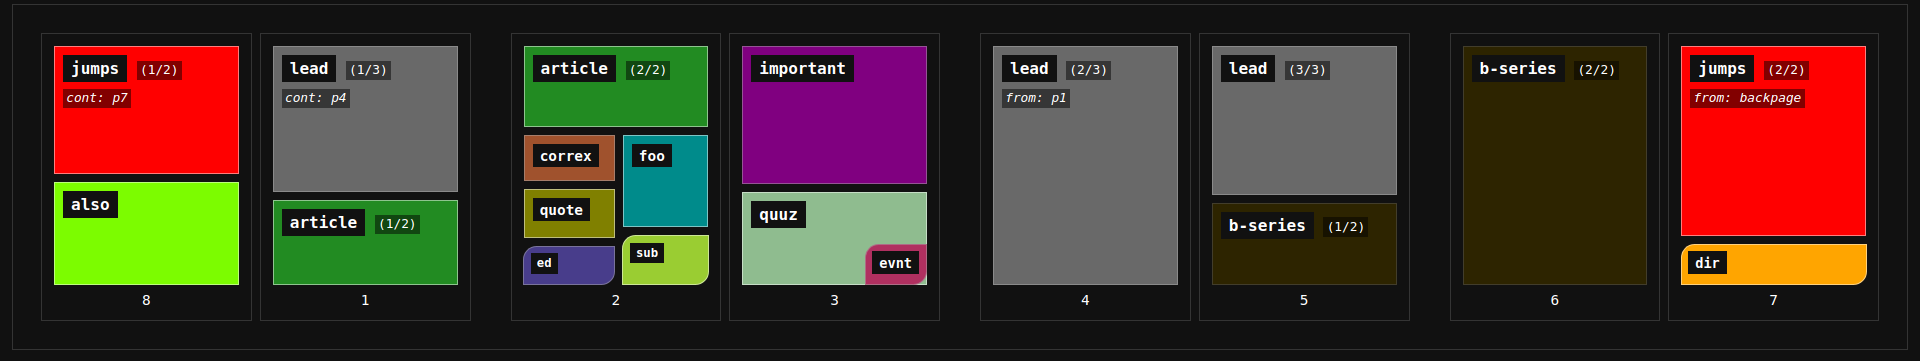 jumps (1/2)
cont: p7
also
8
lead (1/3)
cont: p4
article (1/2)
1
article (2/2)
correx
foo
quote
ed
sub
2
important
quuz
evnt
3
lead (2/3)
from: p1
4
lead (3/3)
b-series (1/2)
5
b-series (2/2)
6
jumps (2/2)
from: backpage
dir
7